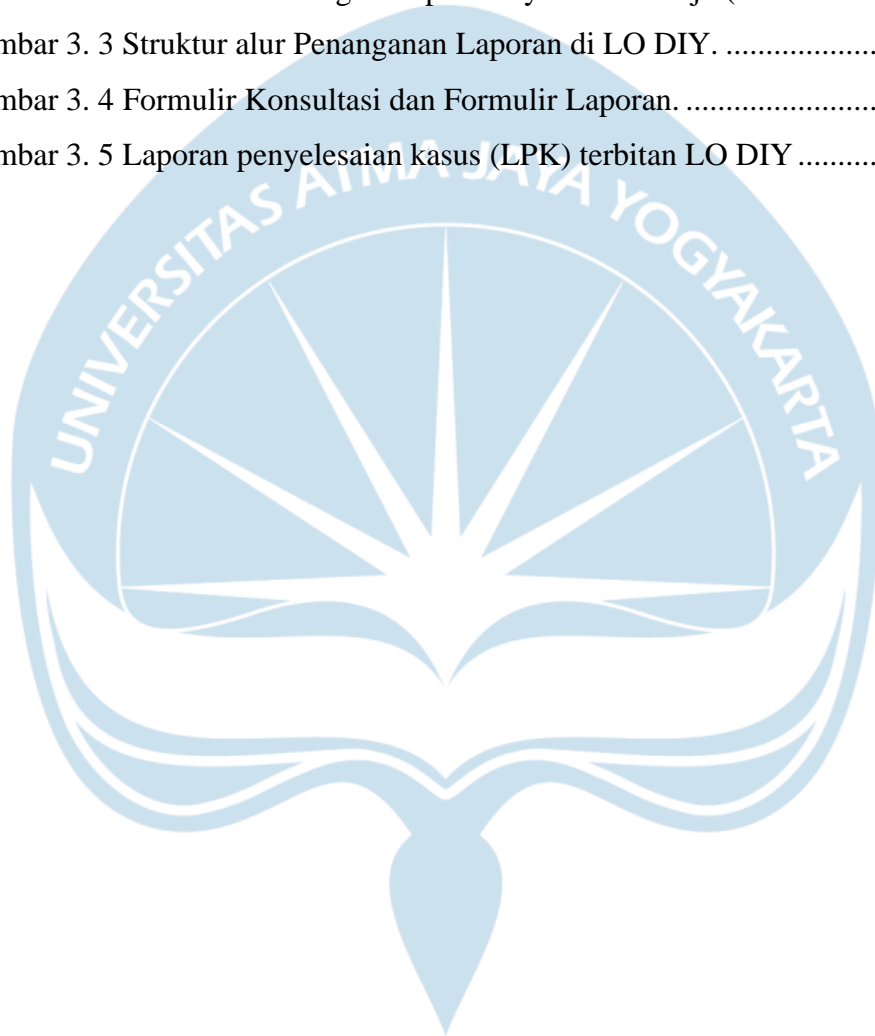 mbar 3. 3 Struktur alur Penanganan Laporan di LO DIY. ...................
mbar 3. 4 Formulir Konsultasi dan Formulir Laporan. .......................
mbar 3. 5 Laporan penyelesaian kasus (LPK) terbitan LO DIY ..........
UNIVERSITAS ATMA JAYA YOGYAKARTA